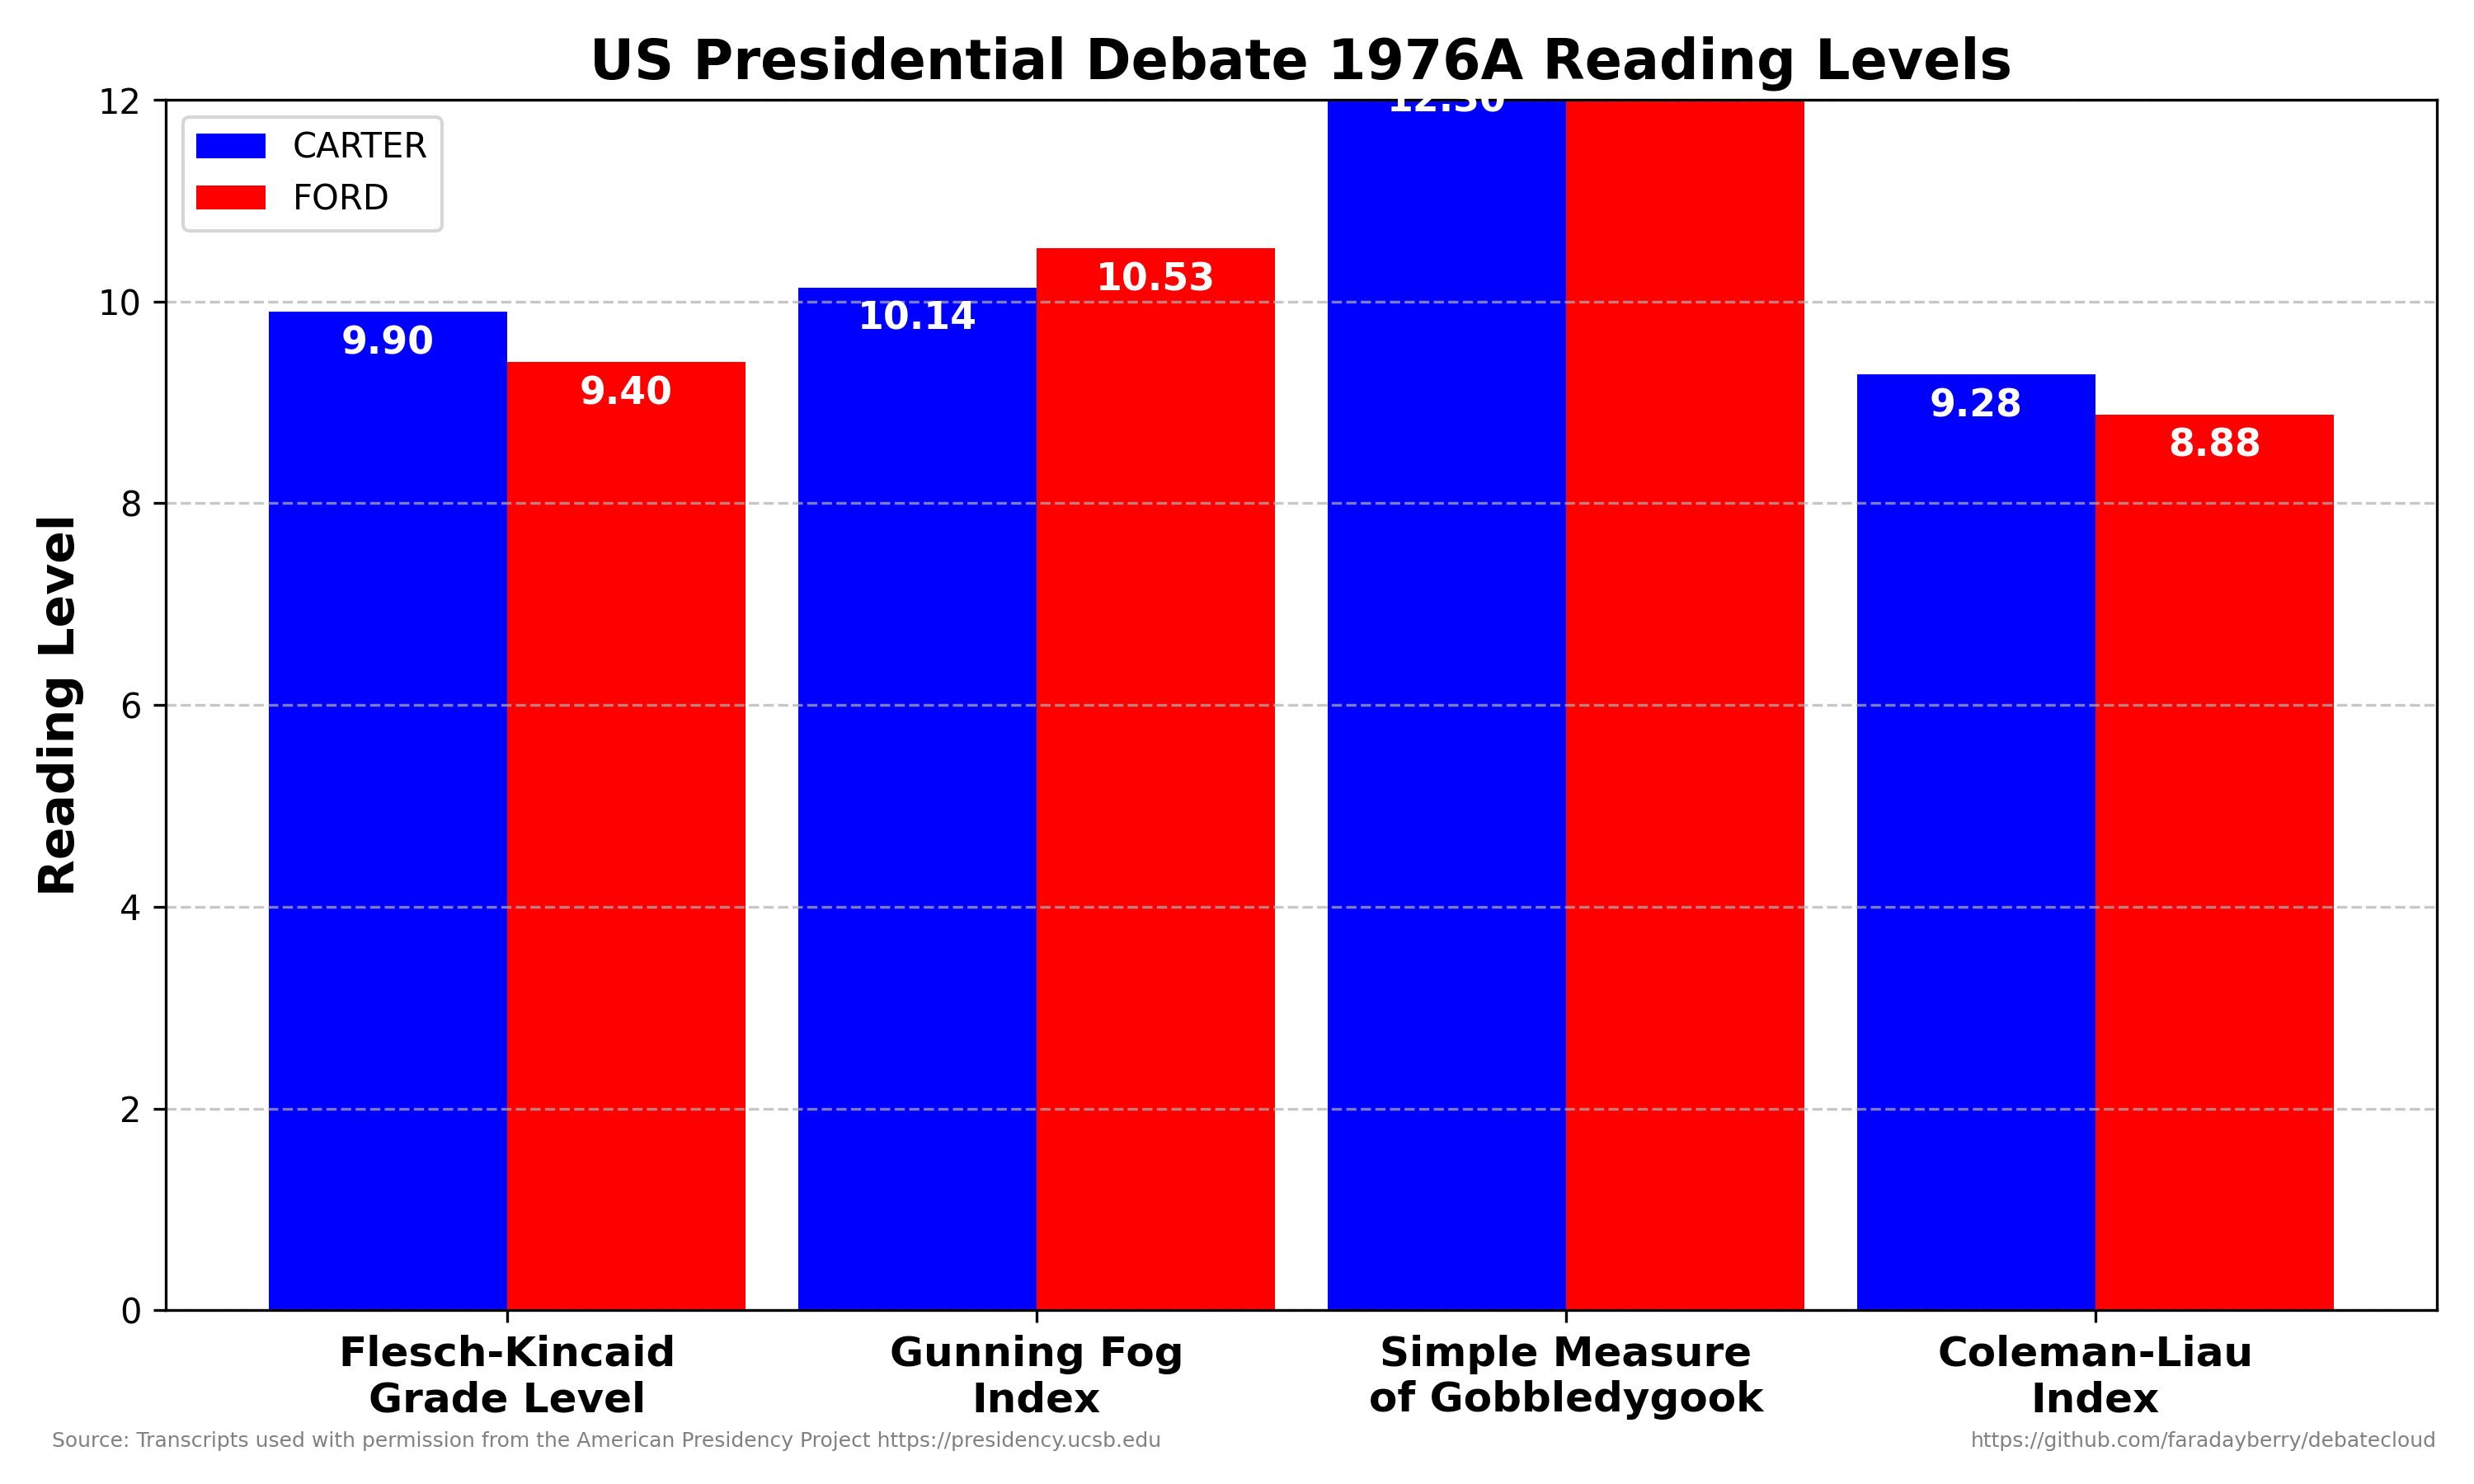 US Presidential Debate 1976A Reading Levels
12
10
8
6
4
2
0
Reading Level
CARTER
FORD
9.90
9.40
10.14
10.53
12.30
9.28
8.88
Flesch-Kincaid
Grade Level
Gunning Fog
Index
Simple Measure
of Gobbledygook
Coleman-Liau
Index
Source: Transcripts used with permission from the American Presidency Project https://presidency.ucsb.edu
https://github.com/faradayberry/debatecloud